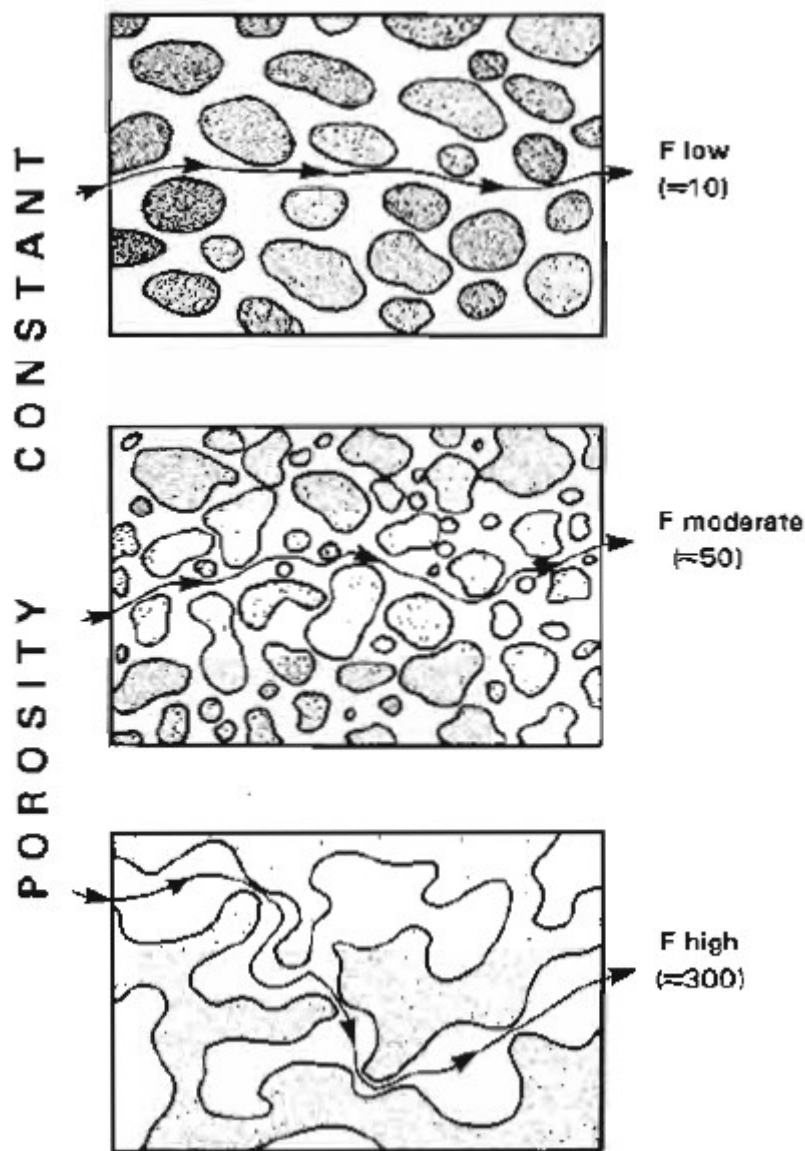 POROSITY CONSTANT
F low
(≈10)
F moderate
(≈50)
F high
(≈300)